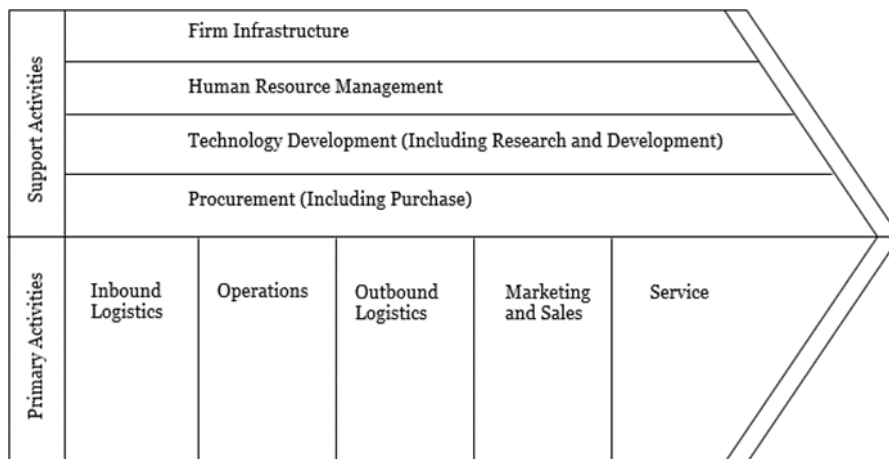 Support Activities
Firm Infrastructure
Human Resource Management
Technology Development (Including Research and Development)
Procurement (Including Purchase)
Primary Activities
Inbound
Logistics
Operations
Outbound
Logistics
Marketing
and Sales
Service